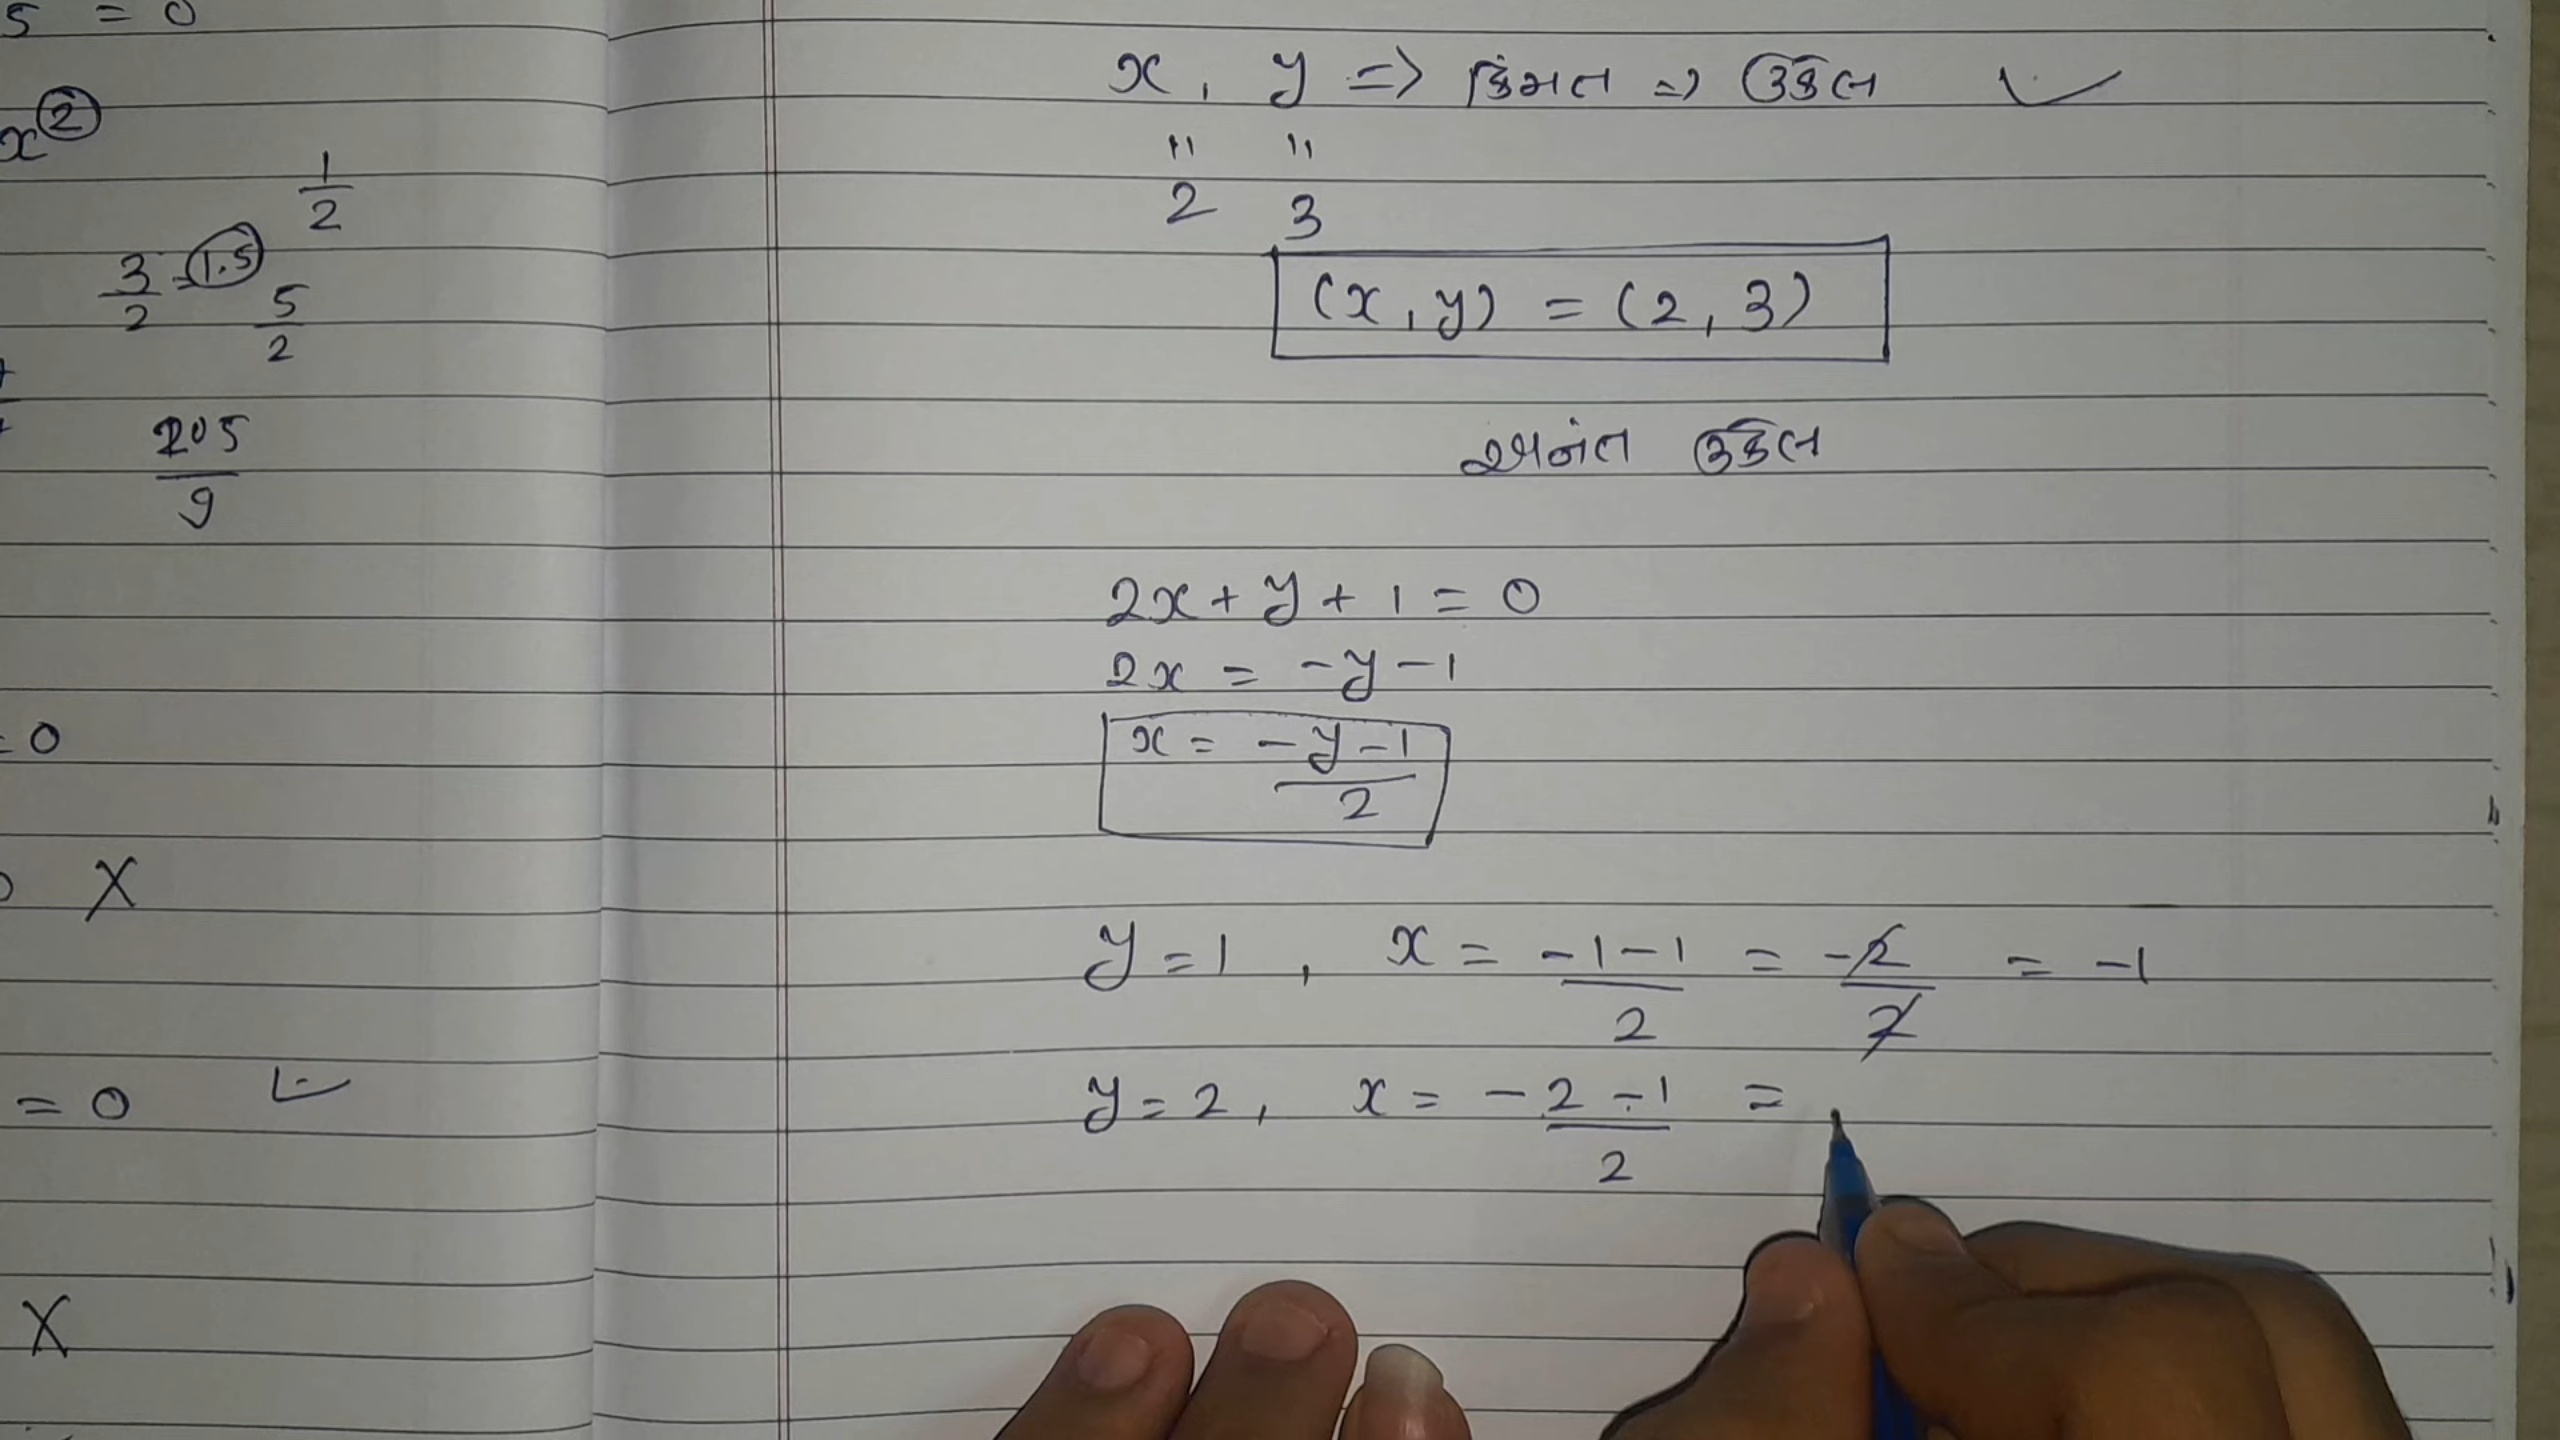 5 = 0
x²
1/2
3/2 = 1.5
5/2
205/9
= 0
X
= 0
X
x, y => કિંમત => ઉકેલ
" "
2 3
(x, y) = (2, 3)
અનંત ઉકેલ
2x + y + 1 = 0
2x = -y - 1
x = -y-1/2
y = 1, x = -1-1/2 = -2/2 = -1
y = 2, x = -2-1/2 =